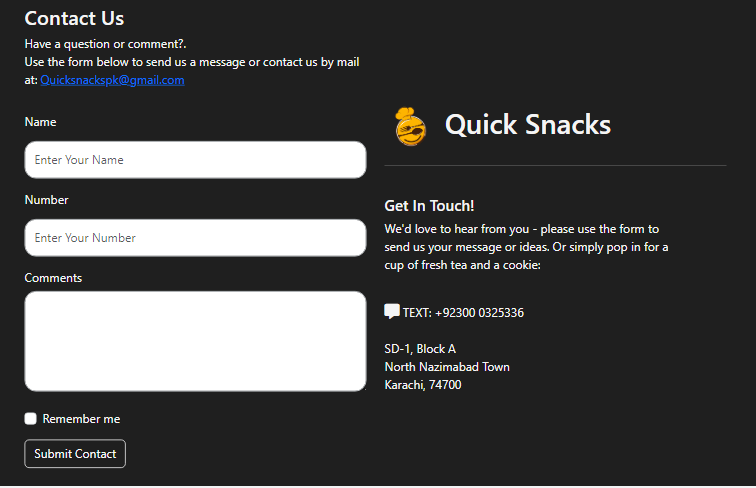 Contact Us
Have a question or comment?.
Use the form below to send us a message or contact us by mail
at: Quicksnackspk@gmail.com
Name
Enter Your Name
Number
Enter Your Number
Comments
Remember me
Submit Contact
Quick Snacks
Get In Touch!
We'd love to hear from you - please use the form to
send us your message or ideas. Or simply pop in for a
cup of fresh tea and a cookie:
TEXT: +92300 0325336
SD-1, Block A
North Nazimabad Town
Karachi, 74700